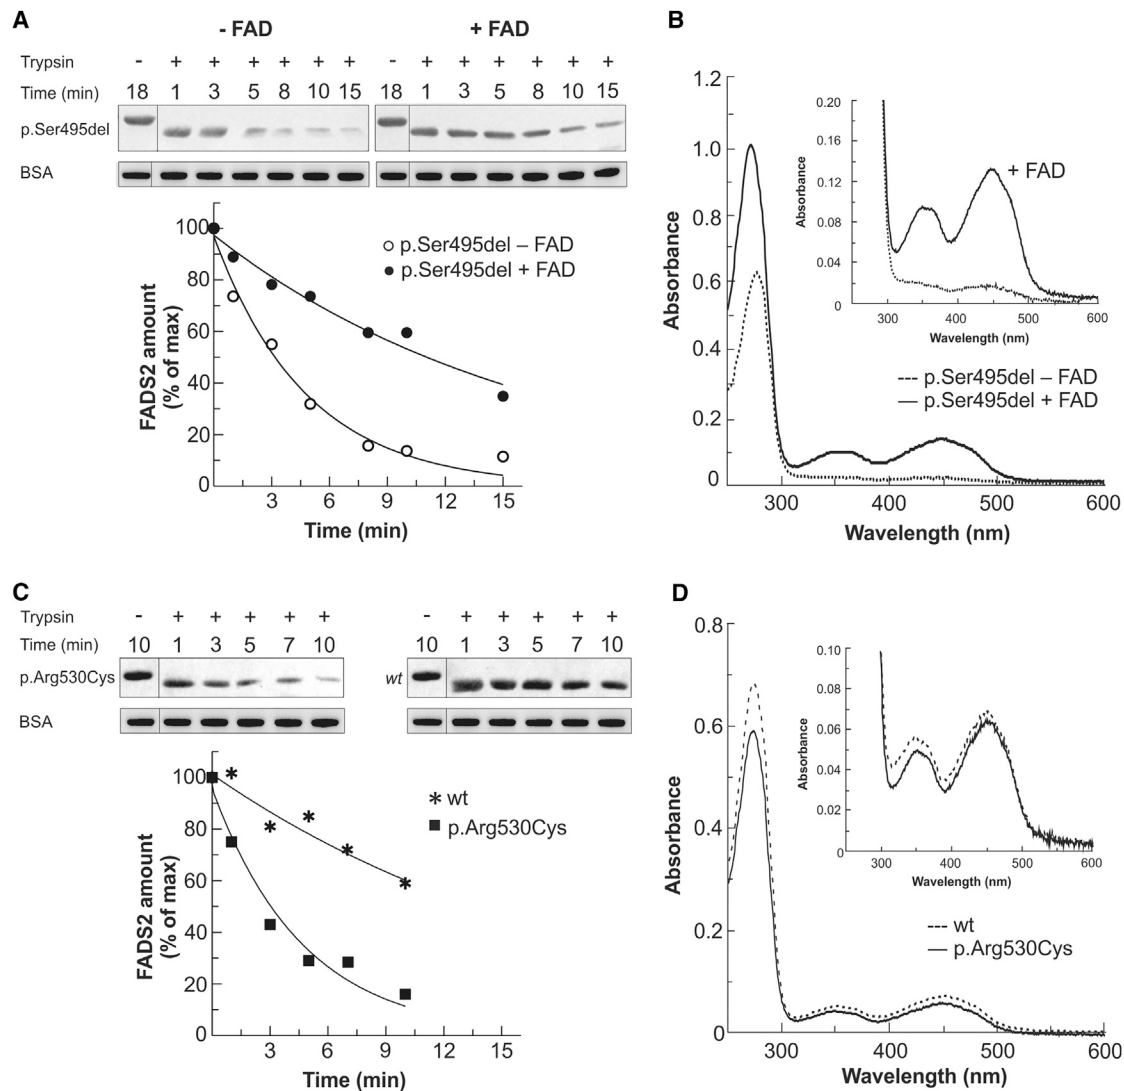 A
- FAD + FAD
Trypsin - + + + + + + - + + + + + +
Time (min) 18 1 3 5 8 10 15 18 1 3 5 8 10 15
p.Ser495del
BSA
100
80
60
40
20
0
FADS2 amount
(% of max)
p.Ser495del – FAD
p.Ser495del + FAD
3 6 9 12 15
Time (min)
B
1.2
1.0
0.8
0.6
0.4
0.2
0
Absorbance
300 400 500 600
Wavelength (nm)
0.20
0.16
0.12
0.08
0.04
0
Absorbance
+ FAD
300 400 500 600
Wavelength (nm)
p.Ser495del – FAD
p.Ser495del + FAD
C
Trypsin - + + + + + - + + + + +
Time (min) 10 1 3 5 7 10 10 1 3 5 7 10
p.Arg530Cys wt
BSA
100
80
60
40
20
0
FADS2 amount
(% of max)
wt
p.Arg530Cys
3 6 9 12 15
Time (min)
D
0.8
0.6
0.4
0.2
0
Absorbance
300 400 500 600
Wavelength (nm)
0.10
0.08
0.06
0.04
0.02
0
Absorbance
300 400 500 600
Wavelength (nm)
wt
p.Arg530Cys